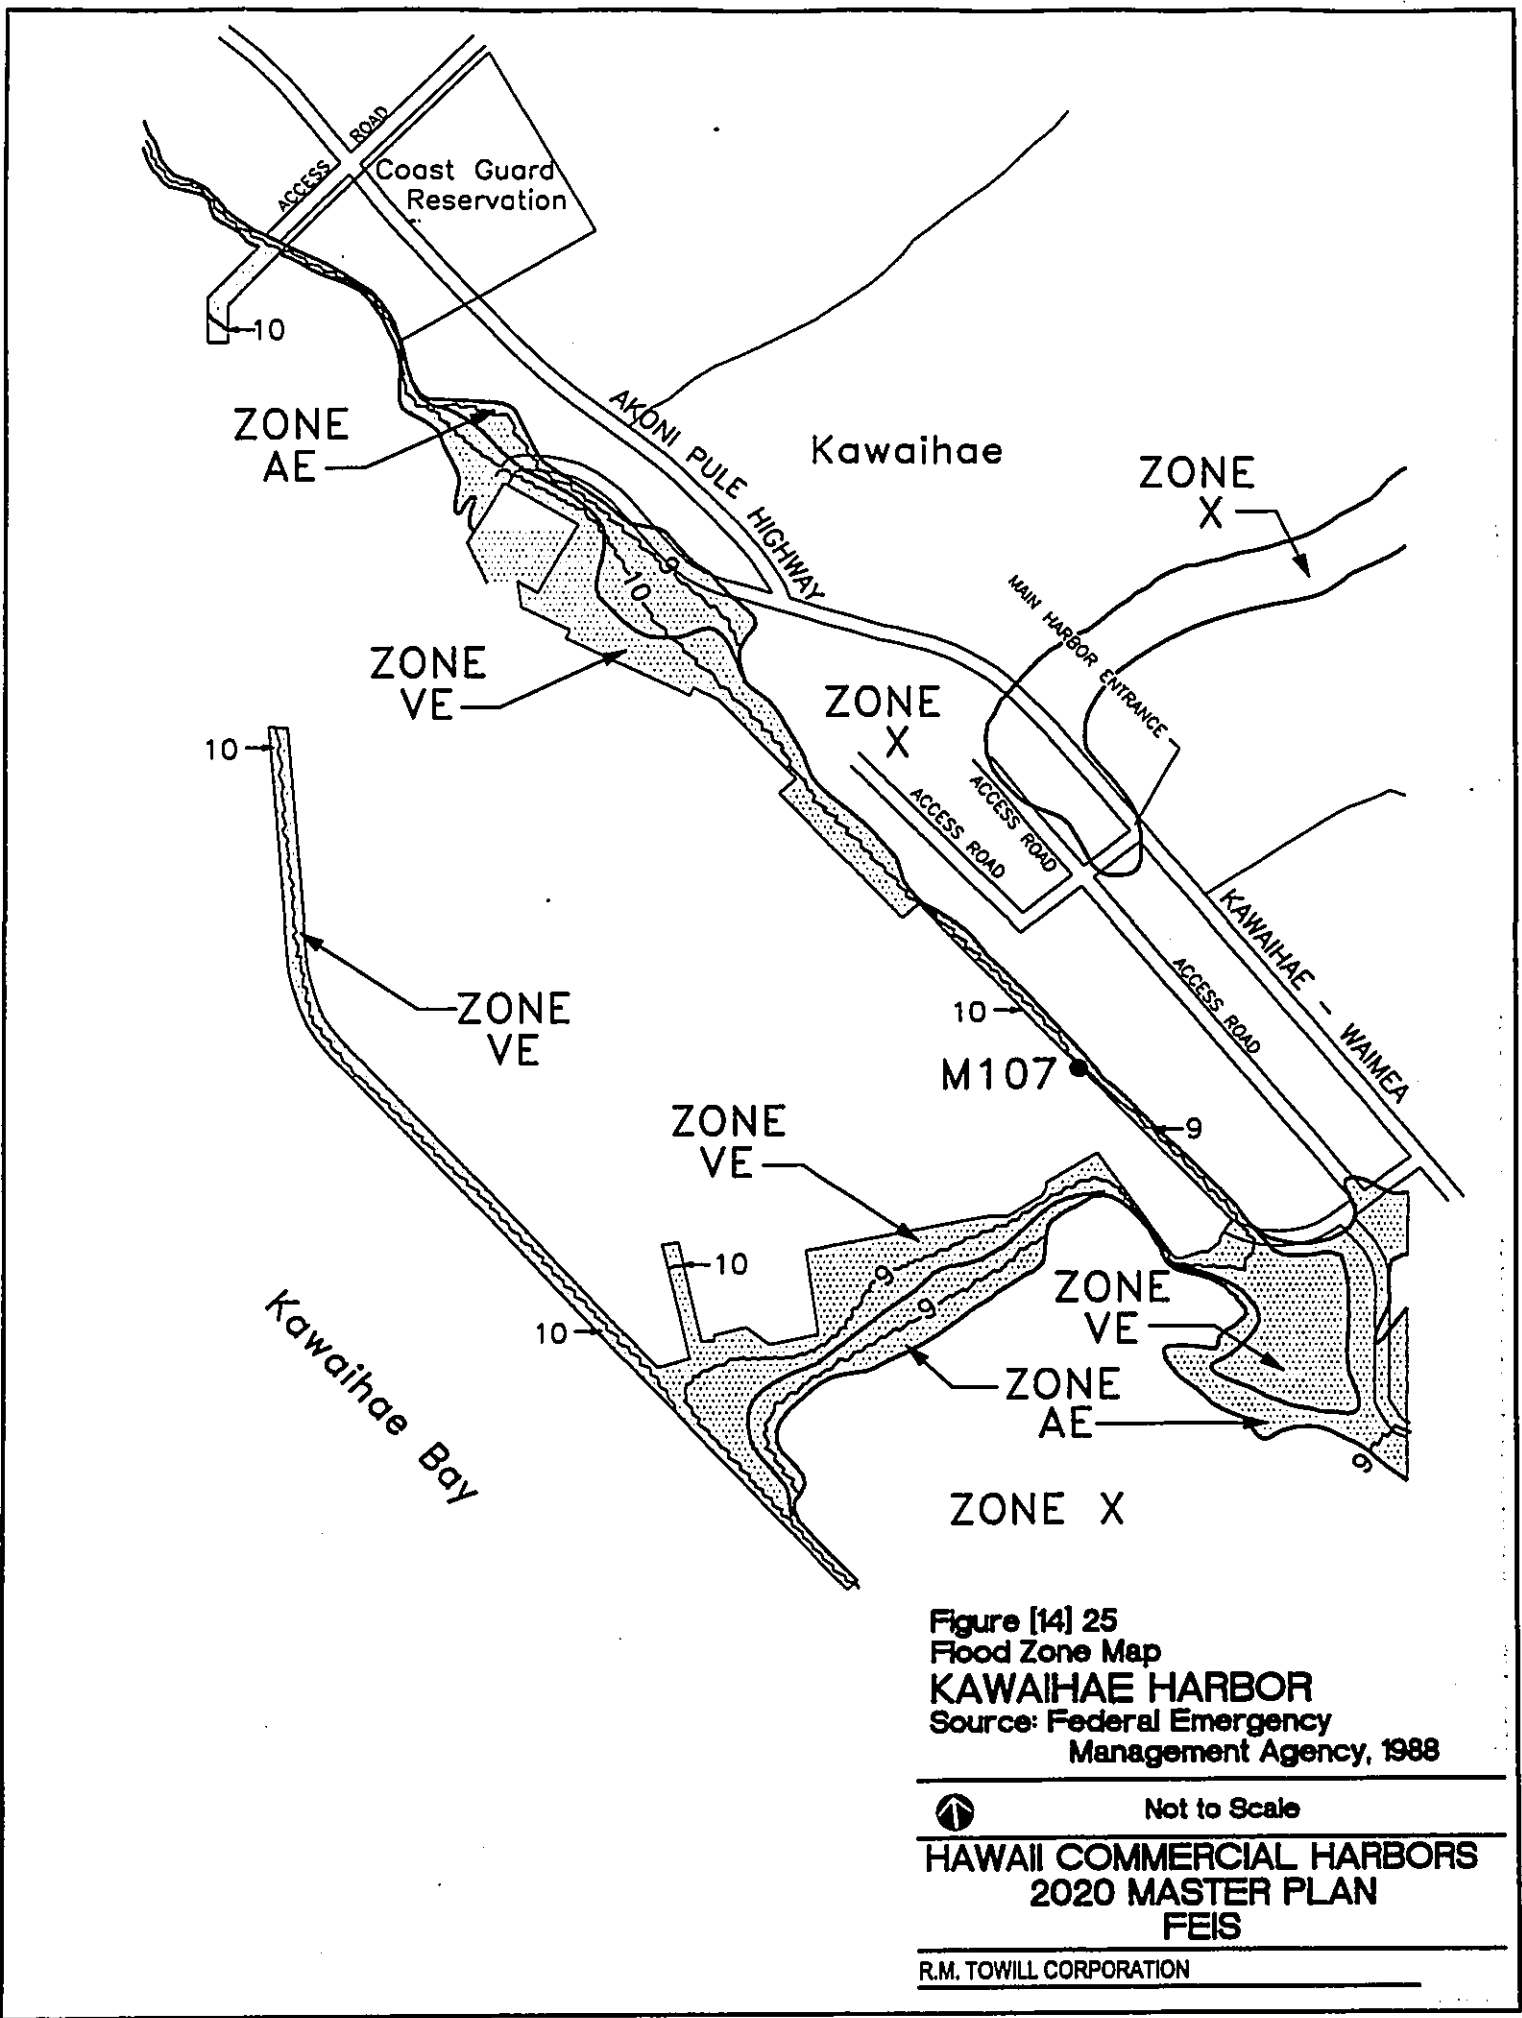 ACCESS ROAD
Coast Guard
Reservation
10
ZONE
AE
AKONI PULE HIGHWAY
Kawaihae
ZONE
X
9
10
MAIN HARBOR ENTRANCE
ZONE
VE
ZONE
X
10
ACCESS ROAD
ACCESS ROAD
KAWAIHAE - WAIMEA
ACCESS ROAD
ZONE
VE
10
M107
9
ZONE
VE
10
9
9
ZONE
VE
10
Kawaihae Bay
ZONE
AE
9
ZONE X
Figure [14] 25
Flood Zone Map
KAWAIHAE HARBOR
Source: Federal Emergency
Management Agency, 1988
Not to Scale
HAWAII COMMERCIAL HARBORS
2020 MASTER PLAN
FEIS
R.M. TOWILL CORPORATION